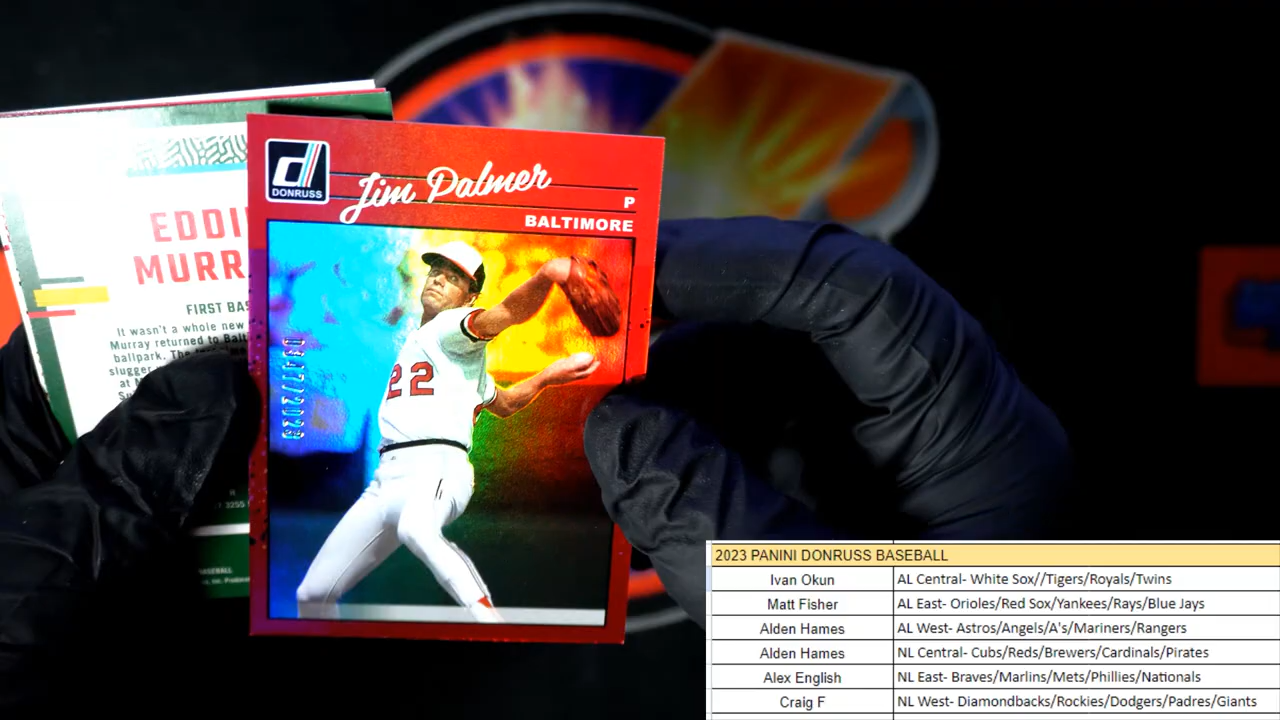 EDDI
MURR
FIRST BAS
It wasn't a whole new
Murray returned to Balt
ballpark. The
slugger
at M
Su
DONRUSS
Jim Palmer
P
BALTIMORE
22
2023 PANINI DONRUSS BASEBALL
Ivan Okun AL Central- White Sox//Tigers/Royals/Twins
Matt Fisher AL East- Orioles/Red Sox/Yankees/Rays/Blue Jays
Alden Hames AL West- Astros/Angels/A's/Mariners/Rangers
Alden Hames NL Central- Cubs/Reds/Brewers/Cardinals/Pirates
Alex English NL East- Braves/Marlins/Mets/Phillies/Nationals
Craig F NL West- Diamondbacks/Rockies/Dodgers/Padres/Giants